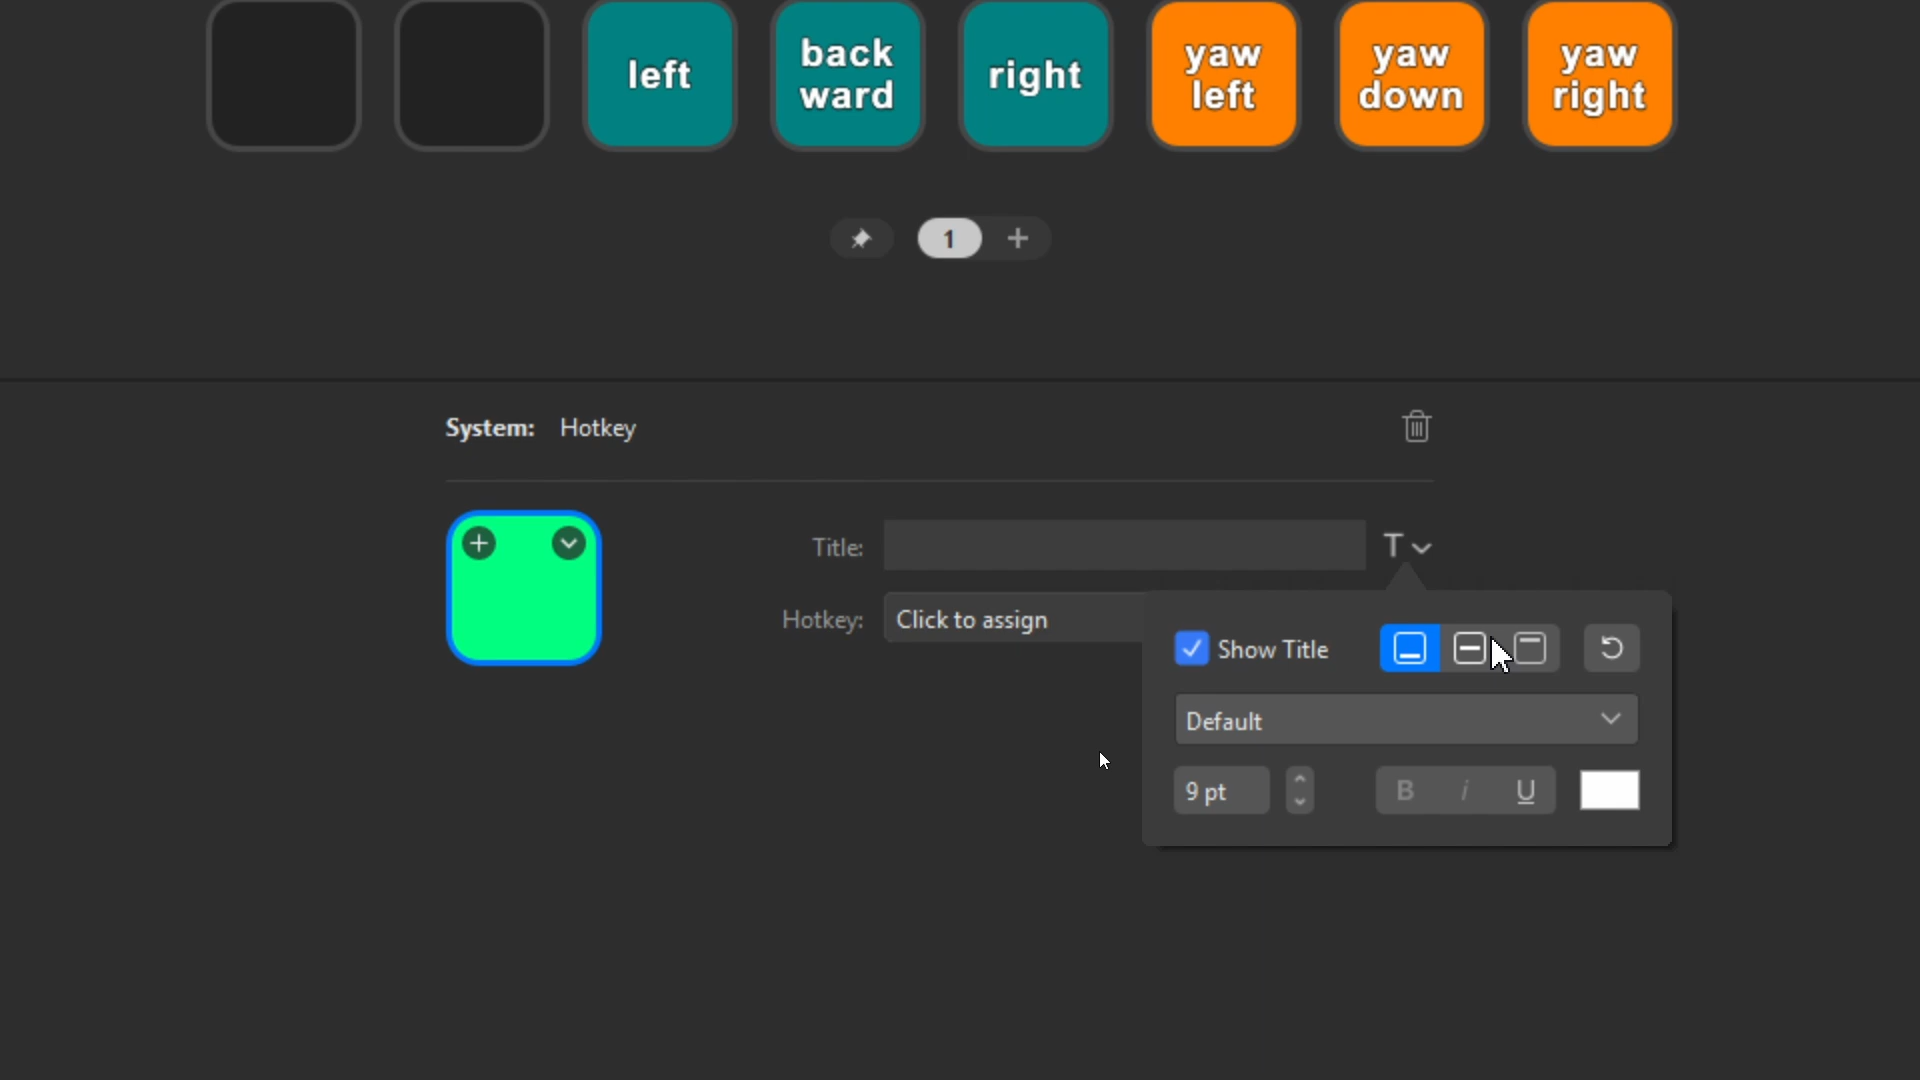 left
back
ward
right
yaw
left
yaw
down
yaw
right
1
System: Hotkey
Title:
T
Hotkey: Click to assign
Show Title
Default
9 pt
B i U